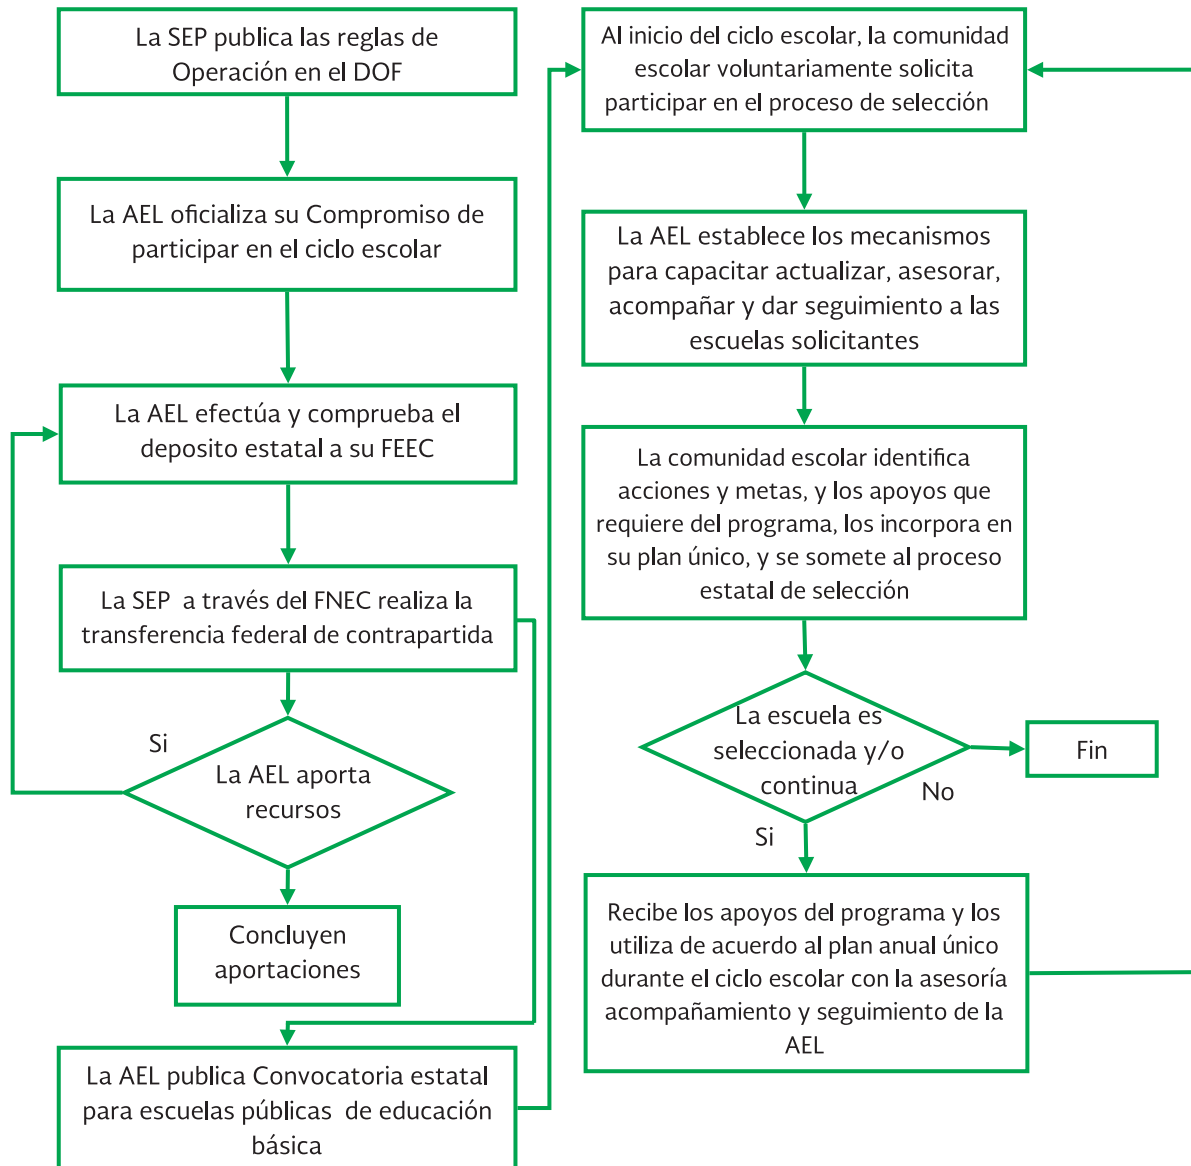 La SEP publica las reglas de
Operación en el DOF
La AEL oficializa su Compromiso de
participar en el ciclo escolar
La AEL efectúa y comprueba el
deposito estatal a su FEEC
La SEP a través del FNEC realiza la
transferencia federal de contrapartida
Si
La AEL aporta
recursos
Concluyen
aportaciones
La AEL publica Convocatoria estatal
para escuelas públicas de educación
básica
Al inicio del ciclo escolar, la comunidad
escolar voluntariamente solicita
participar en el proceso de selección
La AEL establece los mecanismos
para capacitar actualizar, asesorar,
acompañar y dar seguimiento a las
escuelas solicitantes
La comunidad escolar identifica
acciones y metas, y los apoyos que
requiere del programa, los incorpora en
su plan único, y se somete al proceso
estatal de selección
La escuela es
seleccionada y/o
continua
No
Fin
Si
Recibe los apoyos del programa y los
utiliza de acuerdo al plan anual único
durante el ciclo escolar con la asesoría
acompañamiento y seguimiento de la
AEL